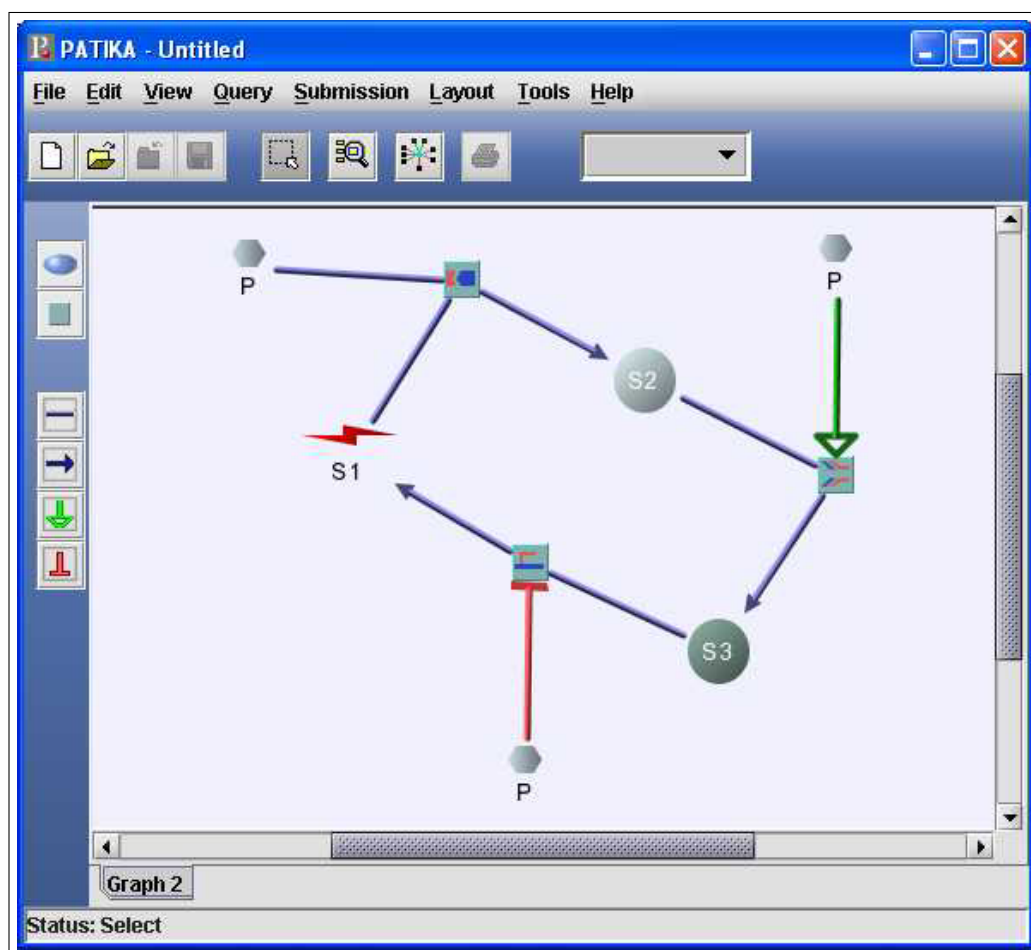 PATIKA - Untitled
File Edit View Query Submission Layout Tools Help
P
P
S2
S1
S3
P
Graph 2
Status: Select